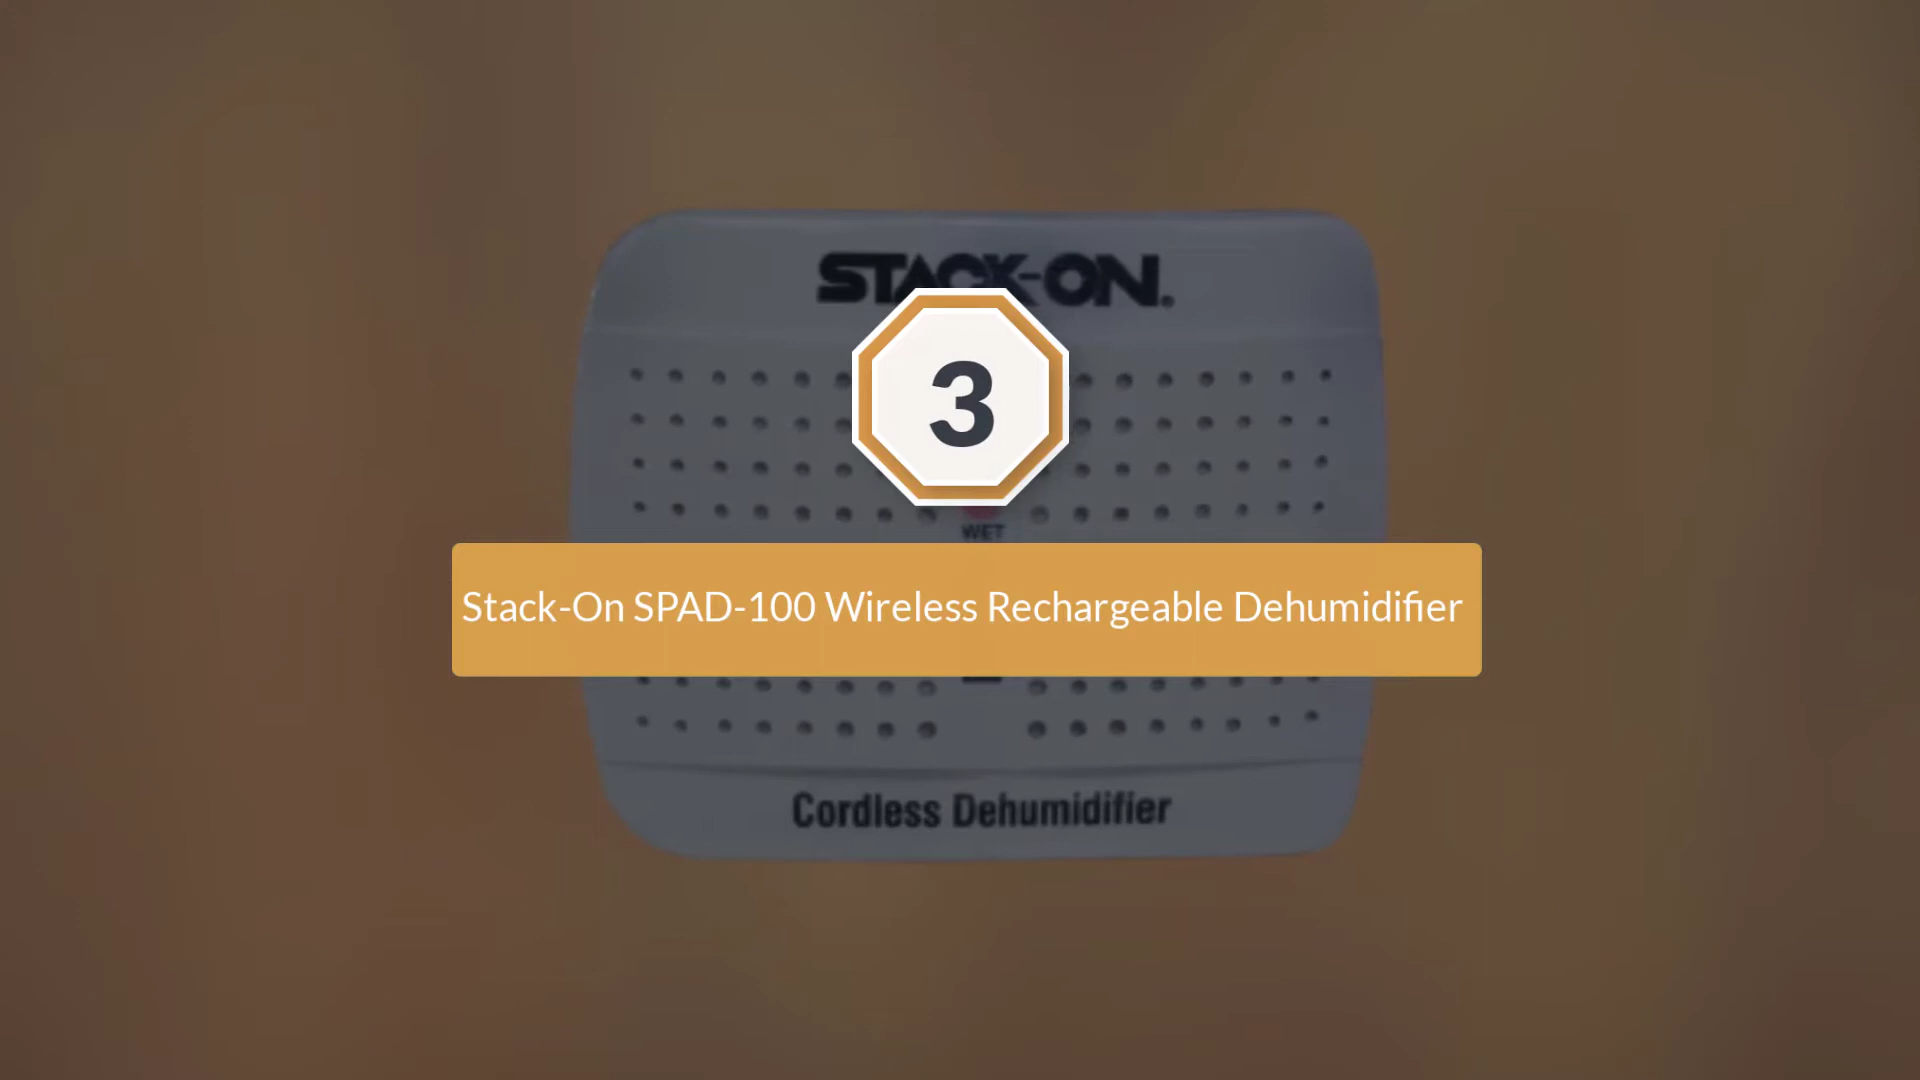 STACK-ON®
3
WET
Stack-On SPAD-100 Wireless Rechargeable Dehumidifier
Cordless Dehumidifier